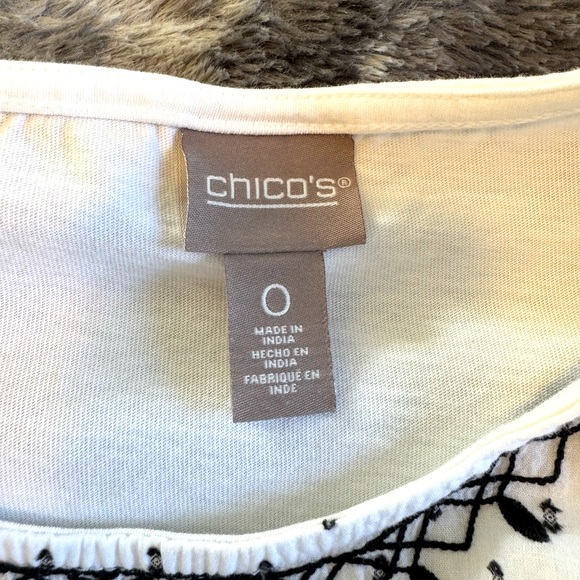 chico's®
0
MADE IN
INDIA
HECHO EN
INDIA
FABRIQUÉ EN
INDE